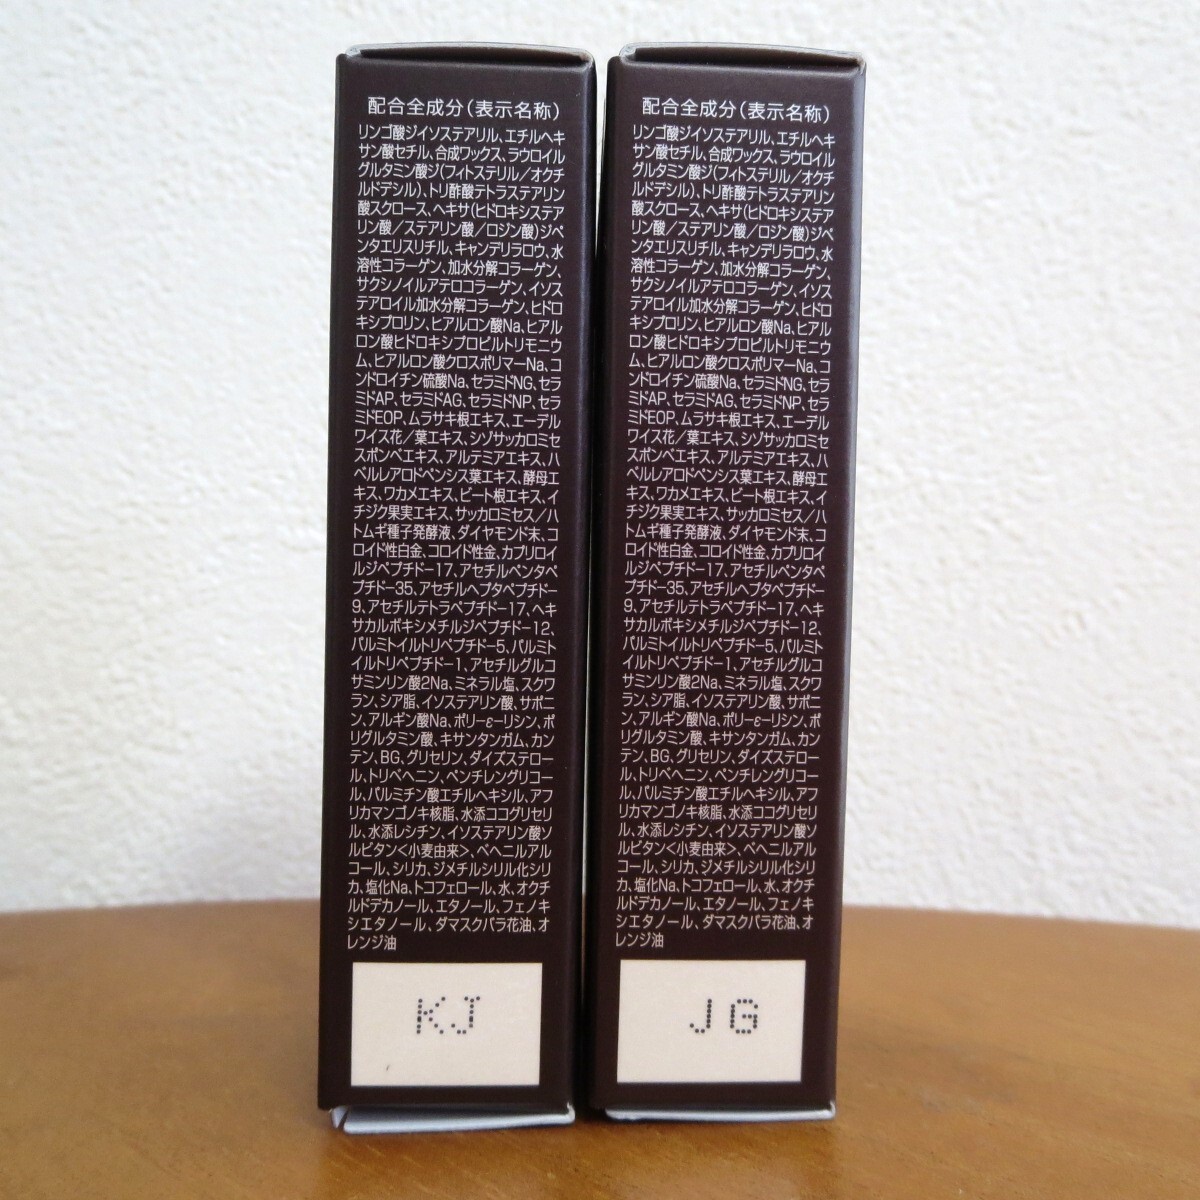 配合全成分(表示名称)
リンゴ酸ジイソステアリル、エチルヘキ
サン酸セチル、合成ワックス、ラウロイル
グルタミン酸ジ(フィトステリル/オクチ
ルドデシル)、トリ酢酸テトラステアリン
酸スクロース、ヘキサ(ヒドロキシステア
リン酸/ステアリン酸/ロジン酸)ジペ
ンタエリスリチル、キャンデリラロウ、水
溶性コラーゲン、加水分解コラーゲン、
サクシノイルアテロコラーゲン、イソス
テアロイル加水分解コラーゲン、ヒドロ
キシプロリン、ヒアルロン酸Na、ヒアル
ロン酸ヒドロキシプロピルトリモニウ
ム、ヒアルロン酸クロスポリマーNa、コ
ンドロイチン硫酸Na、セラミドNG、セラ
ミドAP、セラミドAG、セラミドNP、セラ
ミドEOP、ムラサキ根エキス、エーデル
ワイス花/葉エキス、シゾサッカロミセ
スポンベエキス、アルテミアエキス、ハ
ベルレアロドペンシス葉エキス、酵母エ
キス、ワカメエキス、ビート根エキス、イ
チジク果実エキス、サッカロミセス/ハ
トムギ種子発酵液、ダイヤモンド末、コ
ロイド性白金、コロイド性金、カプリロイ
ルジペプチド-17、アセチルペンタペ
プチド-35、アセチルヘプタペプチド-
9、アセチルテトラペプチド-17、ヘキ
サカルボキシメチルジペプチド-12、
パルミトイルトリペプチド-5、パルミト
イルトリペプチド-1、アセチルグルコ
サミンリン酸2Na、ミネラル塩、スクワ
ラン、シア脂、イソステアリン酸、サポニ
ン、アルギン酸Na、ポリ-ε-リシン、ポ
リグルタミン酸、キサンタンガム、カン
テン、BG、グリセリン、ダイズステロー
ル、トリベヘニン、ペンチレングリコー
ル、パルミチン酸エチルヘキシル、アフ
リカマンゴノキ核脂、水添ココグリセリ
ル、水添レシチン、イソステアリン酸ソ
ルビタン<小麦由来>、ベヘニルアル
コール、シリカ、ジメチルシリル化シリ
カ、塩化Na、トコフェロール、水、オクチ
ルドデカノール、エタノール、フェノキ
シエタノール、ダマスクバラ花油、オ
レンジ油
KJ
配合全成分(表示名称)
リンゴ酸ジイソステアリル、エチルヘキ
サン酸セチル、合成ワックス、ラウロイル
グルタミン酸ジ(フィトステリル/オクチ
ルドデシル)、トリ酢酸テトラステアリン
酸スクロース、ヘキサ(ヒドロキシステア
リン酸/ステアリン酸/ロジン酸)ジペ
ンタエリスリチル、キャンデリラロウ、水
溶性コラーゲン、加水分解コラーゲン、
サクシノイルアテロコラーゲン、イソス
テアロイル加水分解コラーゲン、ヒドロ
キシプロリン、ヒアルロン酸Na、ヒアル
ロン酸ヒドロキシプロピルトリモニウ
ム、ヒアルロン酸クロスポリマーNa、コ
ンドロイチン硫酸Na、セラミドNG、セラ
ミドAP、セラミドAG、セラミドNP、セラ
ミドEOP、ムラサキ根エキス、エーデル
ワイス花/葉エキス、シゾサッカロミセ
スポンベエキス、アルテミアエキス、ハ
ベルレアロドペンシス葉エキス、酵母エ
キス、ワカメエキス、ビート根エキス、イ
チジク果実エキス、サッカロミセス/ハ
トムギ種子発酵液、ダイヤモンド末、コ
ロイド性白金、コロイド性金、カプリロイ
ルジペプチド-17、アセチルペンタペ
プチド-35、アセチルヘプタペプチド-
9、アセチルテトラペプチド-17、ヘキ
サカルボキシメチルジペプチド-12、
パルミトイルトリペプチド-5、パルミト
イルトリペプチド-1、アセチルグルコ
サミンリン酸2Na、ミネラル塩、スクワ
ラン、シア脂、イソステアリン酸、サポニ
ン、アルギン酸Na、ポリ-ε-リシン、ポ
リグルタミン酸、キサンタンガム、カン
テン、BG、グリセリン、ダイズステロー
ル、トリベヘニン、ペンチレングリコー
ル、パルミチン酸エチルヘキシル、アフ
リカマンゴノキ核脂、水添ココグリセリ
ル、水添レシチン、イソステアリン酸ソ
ルビタン<小麦由来>、ベヘニルアル
コール、シリカ、ジメチルシリル化シリ
カ、塩化Na、トコフェロール、水、オクチ
ルドデカノール、エタノール、フェノキ
シエタノール、ダマスクバラ花油、オ
レンジ油
JG